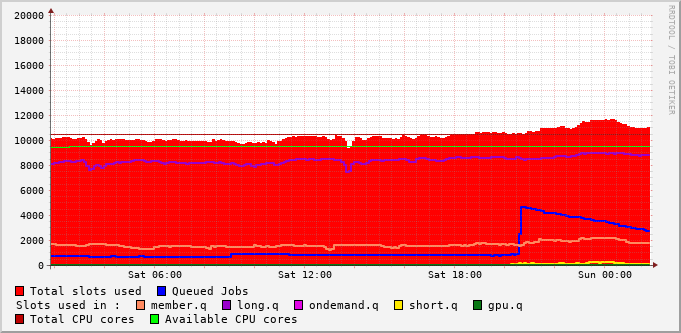 20000
18000
16000
14000
12000
10000
8000
6000
4000
2000
0
Sat 06:00 Sat 12:00 Sat 18:00 Sun 00:00
RRDTOOL / TOBI OETIKER
Total slots used Queued Jobs
Slots used in : member.q long.q ondemand.q short.q gpu.q
Total CPU cores Available CPU cores